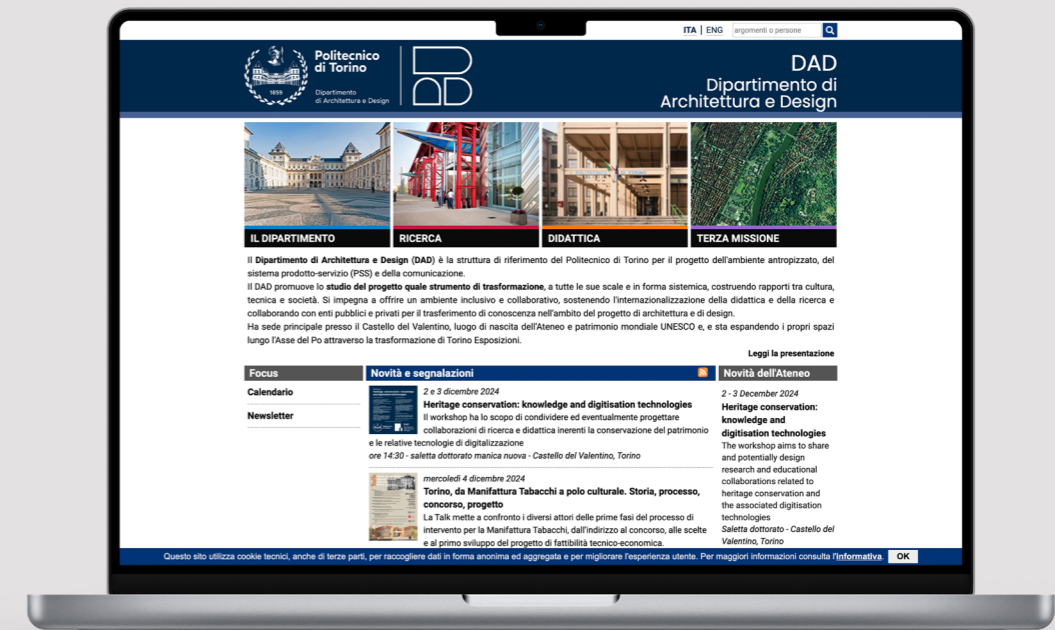 ITA | ENG
argomenti o persone
Politecnico
di Torino
1859
Dipartimento
di Architettura e Design
DAD
Dipartimento di
Architettura e Design
IL DIPARTIMENTO
RICERCA
DIDATTICA
TERZA MISSIONE
Il Dipartimento di Architettura e Design (DAD) è la struttura di riferimento del Politecnico di Torino per il progetto dell'ambiente antropizzato, del
sistema prodotto-servizio (PSS) e della comunicazione.
Il DAD promuove lo studio del progetto quale strumento di trasformazione, a tutte le sue scale e in forma sistemica, costruendo rapporti tra cultura,
tecnica e società. Si impegna a offrire un ambiente inclusivo e collaborativo, sostenendo l'internazionalizzazione della didattica e della ricerca e
collaborando con enti pubblici e privati per il trasferimento di conoscenza nell'ambito del progetto di architettura e di design.
Ha sede principale presso il Castello del Valentino, luogo di nascita dell'Ateneo e patrimonio mondiale UNESCO e, e sta espandendo i propri spazi
lungo l'Asse del Po attraverso la trasformazione di Torino Esposizioni.
Leggi la presentazione
Focus
Calendario
Newsletter
Novità e segnalazioni
2 e 3 dicembre 2024
Heritage conservation: knowledge and digitisation technologies
Il workshop ha lo scopo di condividere ed eventualmente progettare
collaborazioni di ricerca e didattica inerenti la conservazione del patrimonio
e le relative tecnologie di digitalizzazione
ore 14:30 - saletta dottorato manica nuova - Castello del Valentino, Torino
mercoledì 4 dicembre 2024
Torino, da Manifattura Tabacchi a polo culturale. Storia, processo,
concorso, progetto
La Talk mette a confronto i diversi attori delle prime fasi del processo di
intervento per la Manifattura Tabacchi, dall'indirizzo al concorso, alle scelte
e al primo sviluppo del progetto di fattibilità tecnico-economica.
Novità dell'Ateneo
2 - 3 December 2024
Heritage conservation:
knowledge and
digitisation technologies
The workshop aims to share
and potentially design
research and educational
collaborations related to
heritage conservation and
the associated digitisation
technologies
Saletta dottorato - Castello del
Valentino, Torino
Questo sito utilizza cookie tecnici, anche di terze parti, per raccogliere dati in forma anonima ed aggregata e per migliorare l'esperienza utente. Per maggiori informazioni consulta l'Informativa. OK